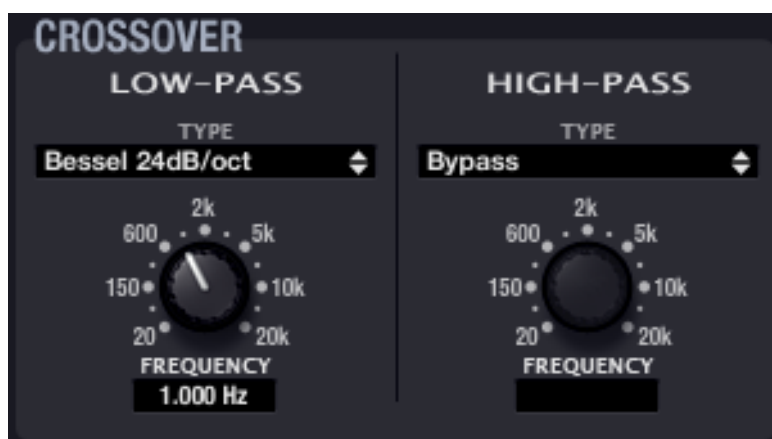 CROSSOVER
LOW-PASS
TYPE
Bessel 24dB/oct
2k
600
5k
150
10k
20
20k
FREQUENCY
1.000 Hz
HIGH-PASS
TYPE
Bypass
2k
600
5k
150
10k
20
20k
FREQUENCY